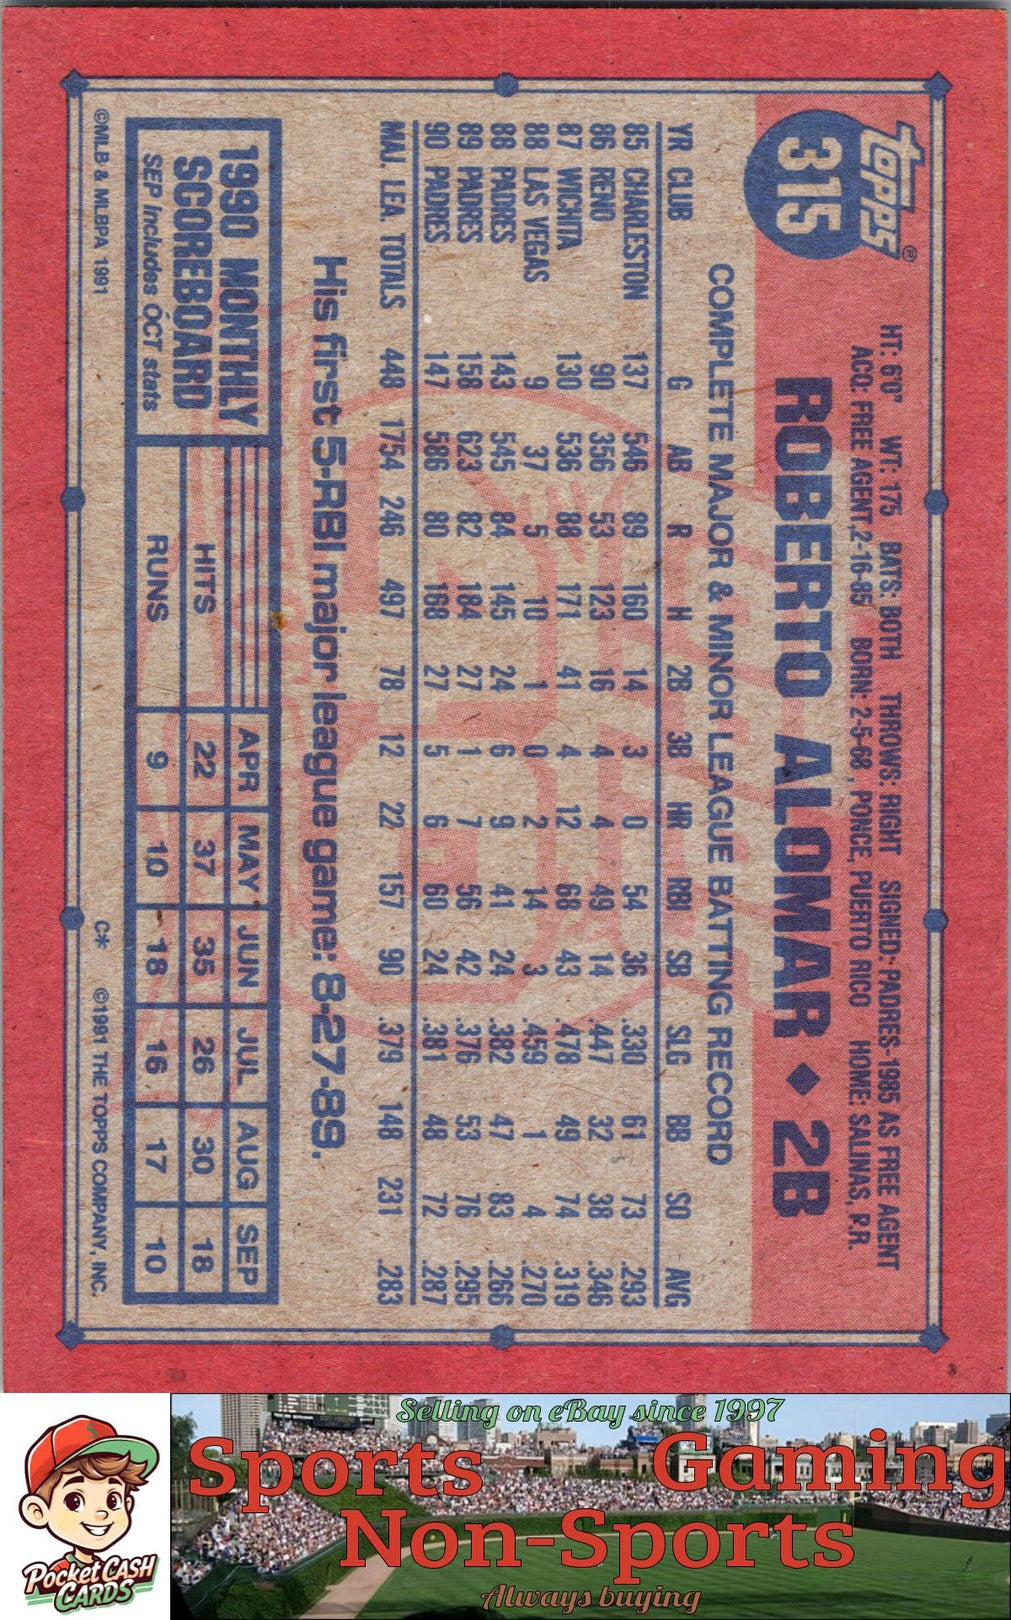 topps®
315
HT: 6'0" WT: 175 BATS: BOTH THROWS: RIGHT SIGNED: PADRES-1985 AS FREE AGENT
ACQ: FREE AGENT, 2-16-85 BORN: 2-5-68, PONCE, PUERTO RICO HOME: SALINAS, P.R.
ROBERTO ALOMAR ◆ 2B
COMPLETE MAJOR & MINOR LEAGUE BATTING RECORD
YR CLUB G AB R H 2B 3B HR RBI SB SLG BB SO AVG
85 CHARLESTON 137 546 89 160 14 3 0 54 36 .330 61 73 .293
86 RENO 90 356 53 123 16 4 4 49 14 .447 32 38 .346
87 WICHITA 130 536 88 171 41 4 12 68 43 .478 49 74 .319
88 LAS VEGAS 9 37 5 10 1 0 2 14 3 .459 1 4 .270
88 PADRES 143 545 84 145 24 6 9 41 24 .382 47 83 .266
89 PADRES 158 623 82 184 27 1 7 56 42 .376 53 76 .295
90 PADRES 147 586 80 168 27 5 6 60 24 .381 48 72 .287
MAJ. LEA. TOTALS 448 1754 246 497 78 12 22 157 90 .379 148 231 .283
His first 5-RBI major league game: 8-27-89.
1990 MONTHLY
SCOREBOARD
SEP includes OCT stats
APR MAY JUN JUL AUG SEP
HITS 22 37 35 26 30 18
RUNS 9 10 18 16 17 10
©MLB & MLBPA 1991 C* ©1991 THE TOPPS COMPANY, INC.
Selling on eBay since 1997
Sports Gaming
Non-Sports
Always buying
Pocket CASH
CARDS